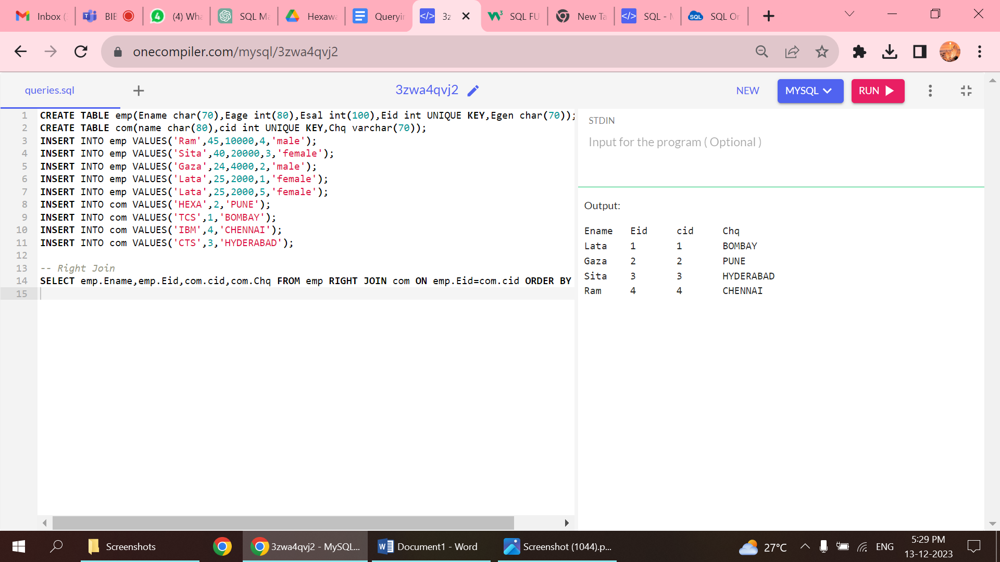 Inbox (
BIE
(4) Wha
SQL Ma
Hexawa
Queryin
3z
SQL FU
New Ta
SQL - M
SQL On
onecompiler.com/mysql/3zwa4qvj2
queries.sql
3zwa4qvj2
NEW
MYSQL
RUN
1 CREATE TABLE emp(Ename char(70),Eage int(80),Esal int(100),Eid int UNIQUE KEY,Egen char(70));
2 CREATE TABLE com(name char(80),cid int UNIQUE KEY,Chq varchar(70));
3 INSERT INTO emp VALUES('Ram',45,10000,4,'male');
4 INSERT INTO emp VALUES('Sita',40,20000,3,'female');
5 INSERT INTO emp VALUES('Gaza',24,4000,2,'male');
6 INSERT INTO emp VALUES('Lata',25,2000,1,'female');
7 INSERT INTO emp VALUES('Lata',25,2000,5,'female');
8 INSERT INTO com VALUES('HEXA',2,'PUNE');
9 INSERT INTO com VALUES('TCS',1,'BOMBAY');
10 INSERT INTO com VALUES('IBM',4,'CHENNAI');
11 INSERT INTO com VALUES('CTS',3,'HYDERABAD');
12
13 -- Right Join
14 SELECT emp.Ename,emp.Eid,com.cid,com.Chq FROM emp RIGHT JOIN com ON emp.Eid=com.cid ORDER BY
15
STDIN
Input for the program ( Optional )
Output:
Ename Eid cid Chq
Lata 1 1 BOMBAY
Gaza 2 2 PUNE
Sita 3 3 HYDERABAD
Ram 4 4 CHENNAI
Screenshots
3zwa4qvj2 - MySQL...
Document1 - Word
Screenshot (1044).p...
27°C
ENG
5:29 PM
13-12-2023